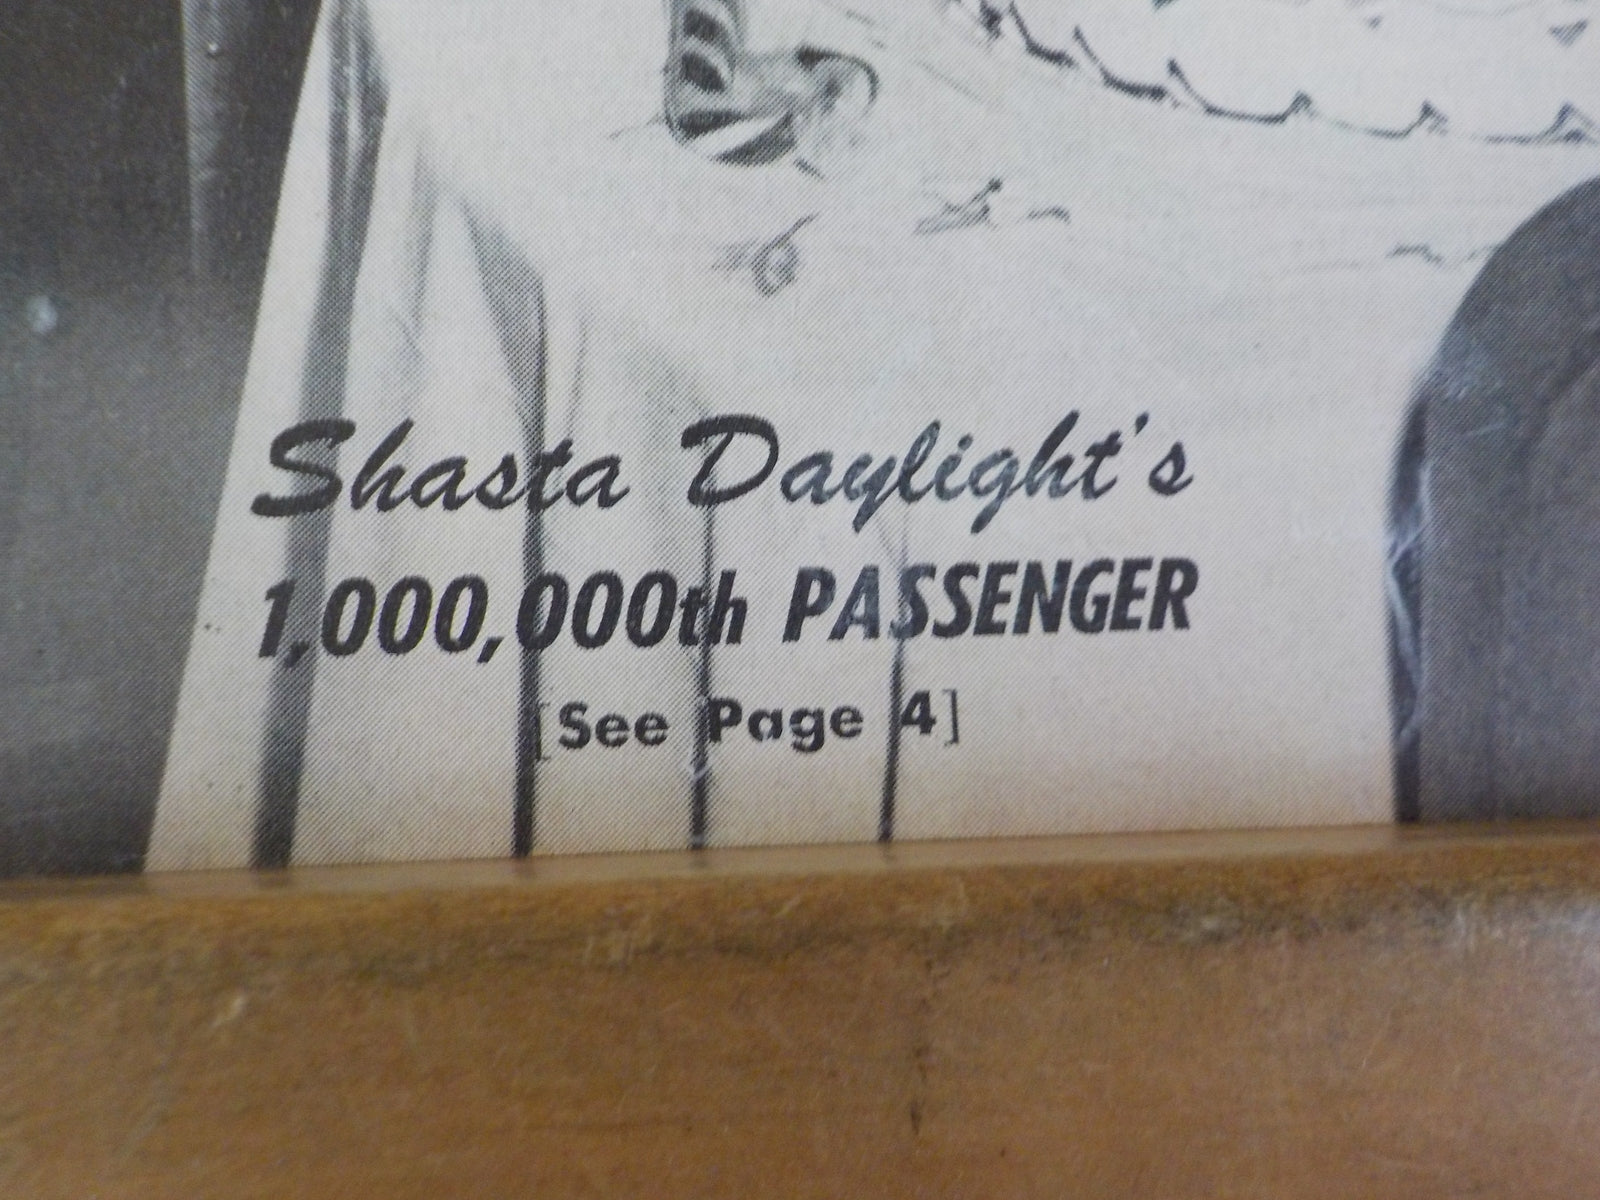 Shasta Daylight's
1,000,000th PASSENGER
[See Page 4]